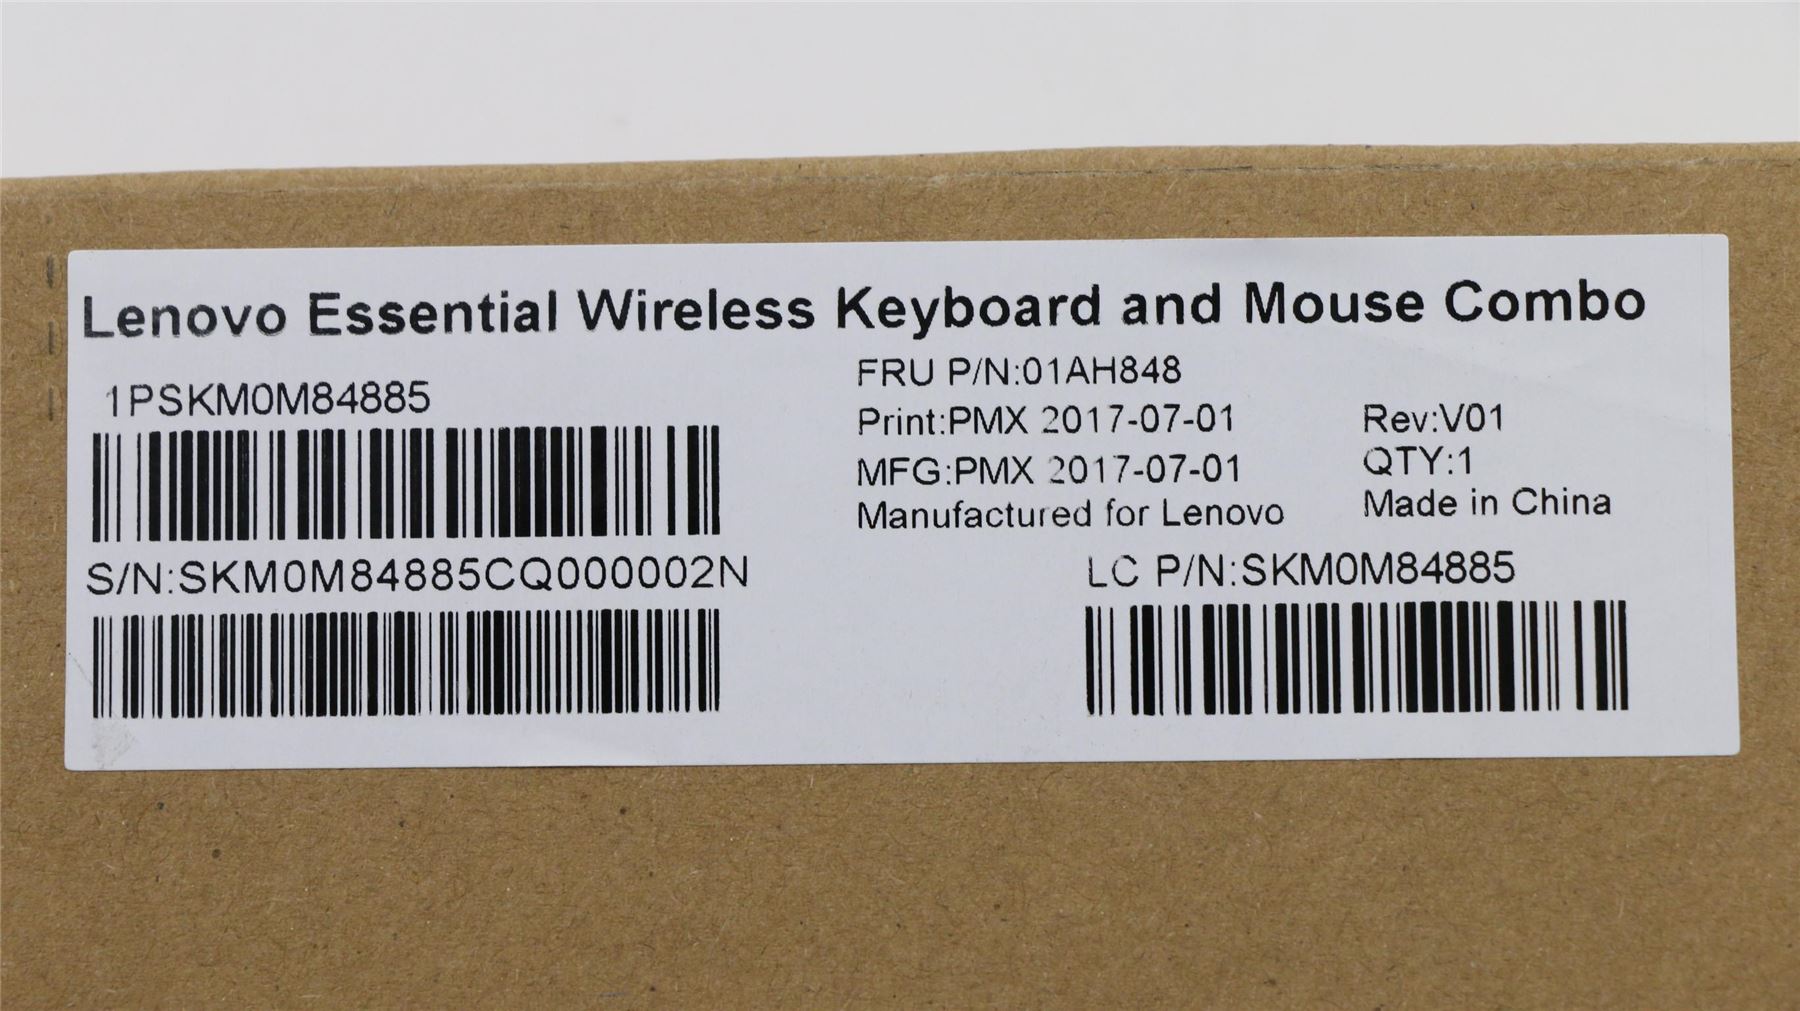 Lenovo Essential Wireless Keyboard and Mouse Combo
1PSKM0M84885
FRU P/N:01AH848
Print:PMX 2017-07-01
Rev:V01
MFG:PMX 2017-07-01
QTY:1
Manufactured for Lenovo
Made in China
S/N:SKM0M84885CQ000002N
LC P/N:SKM0M84885